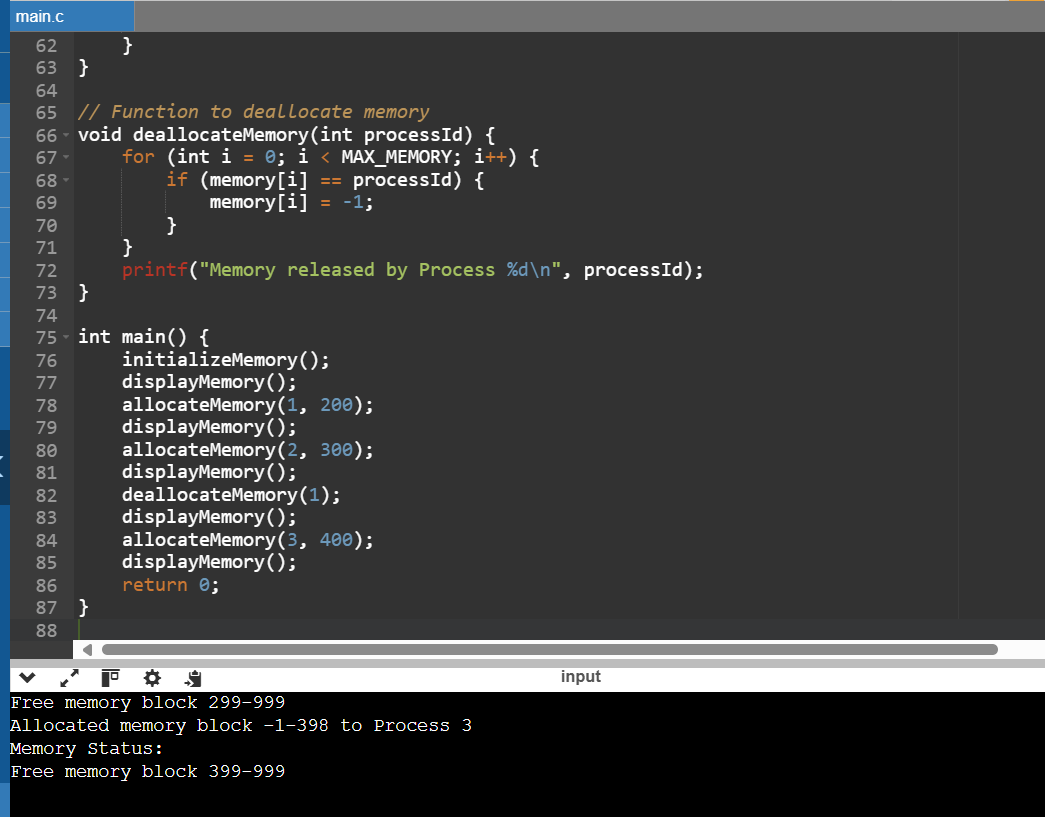 main.c
62     }
63 }
64
65 // Function to deallocate memory
66 void deallocateMemory(int processId) {
67     for (int i = 0; i < MAX_MEMORY; i++) {
68         if (memory[i] == processId) {
69             memory[i] = -1;
70         }
71     }
72     printf("Memory released by Process %d\n", processId);
73 }
74
75 int main() {
76     initializeMemory();
77     displayMemory();
78     allocateMemory(1, 200);
79     displayMemory();
80     allocateMemory(2, 300);
81     displayMemory();
82     deallocateMemory(1);
83     displayMemory();
84     allocateMemory(3, 400);
85     displayMemory();
86     return 0;
87 }
88
input
Free memory block 299-999
Allocated memory block -1-398 to Process 3
Memory Status:
Free memory block 399-999